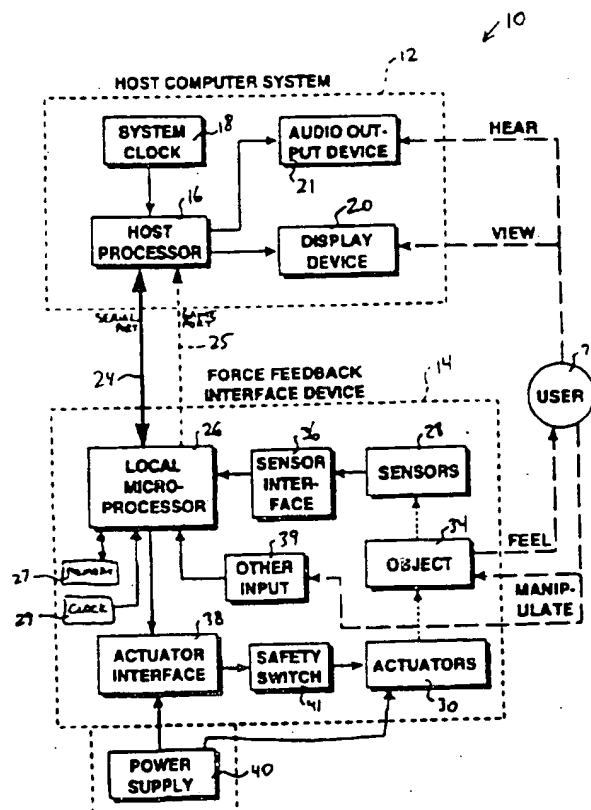 10
HOST COMPUTER SYSTEM
12
SYSTEM
CLOCK
18
AUDIO OUT-
PUT DEVICE
21
HEAR
16
HOST
PROCESSOR
20
DISPLAY
DEVICE
VIEW
SERIAL
PORT
PORT
24
25
FORCE FEEDBACK
INTERFACE DEVICE
14
USER
26
LOCAL
MICRO-
PROCESSOR
36
SENSOR
INTER-
FACE
28
SENSORS
34
OBJECT
FEEL
39
OTHER
INPUT
MANIPULATE
27
MEMORY
29
CLOCK
38
ACTUATOR
INTERFACE
SAFETY
SWITCH
41
ACTUATORS
30
POWER
SUPPLY
40